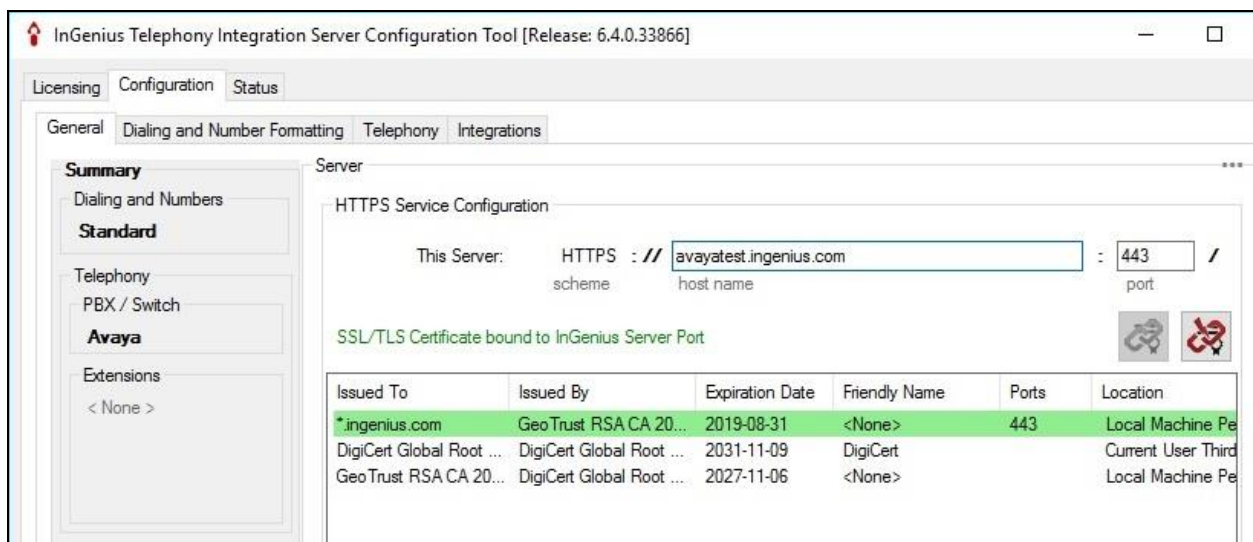 InGenius Telephony Integration Server Configuration Tool [Release: 6.4.0.33866]
Licensing Configuration Status
General Dialing and Number Formatting Telephony Integrations
Summary
Dialing and Numbers
Standard
Telephony
PBX / Switch
Avaya
Extensions
< None >
Server
HTTPS Service Configuration
This Server: HTTPS : // avayatest.ingenius.com : 443 /
scheme host name port
SSL/TLS Certificate bound to InGenius Server Port
Issued To Issued By Expiration Date Friendly Name Ports Location
*.ingenius.com GeoTrust RSA CA 20... 2019-08-31 <None> 443 Local Machine Pe
DigiCert Global Root ... DigiCert Global Root ... 2031-11-09 DigiCert Current User Third
GeoTrust RSA CA 20... DigiCert Global Root ... 2027-11-06 <None> Local Machine Pe